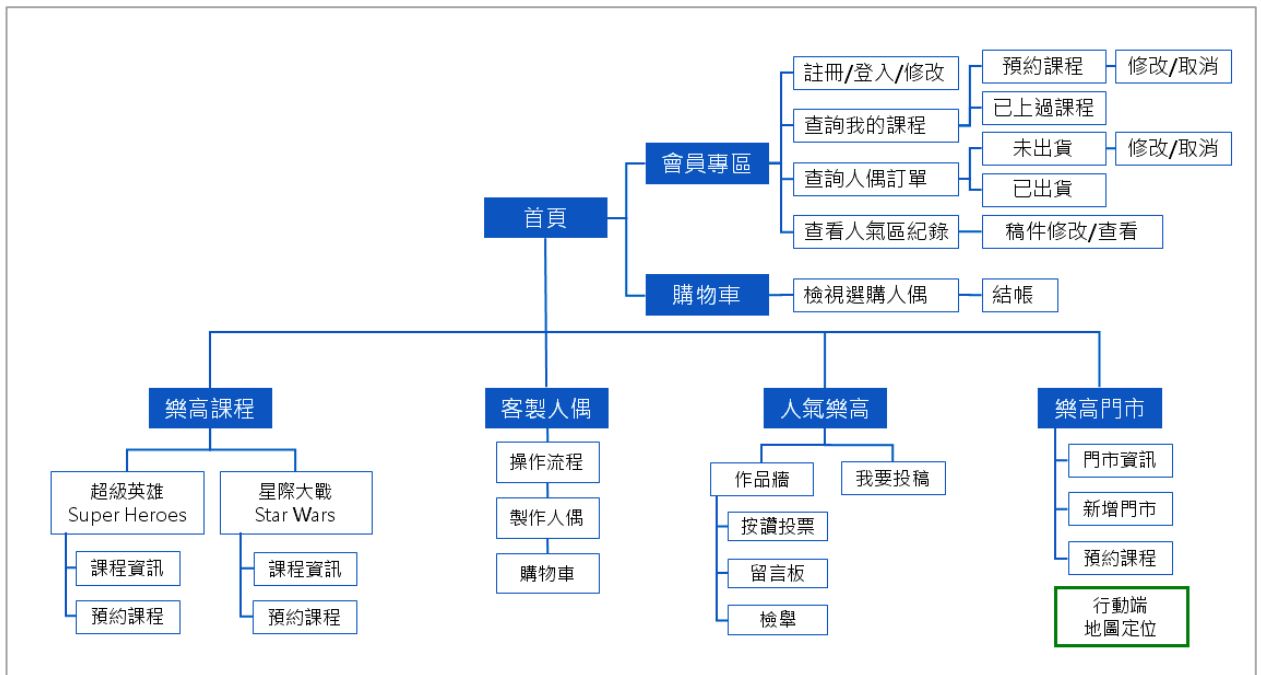 首頁
會員專區
註冊/登入/修改
查詢我的課程
預約課程
修改/取消
已上過課程
查詢人偶訂單
未出貨
修改/取消
已出貨
查看人氣區紀錄
稿件修改/查看
購物車
檢視選購人偶
結帳
樂高課程
超級英雄
Super Heroes
課程資訊
預約課程
星際大戰
Star Wars
課程資訊
預約課程
客製人偶
操作流程
製作人偶
購物車
人氣樂高
作品牆
按讚投票
留言板
檢舉
我要投稿
樂高門市
門市資訊
新增門市
預約課程
行動端
地圖定位